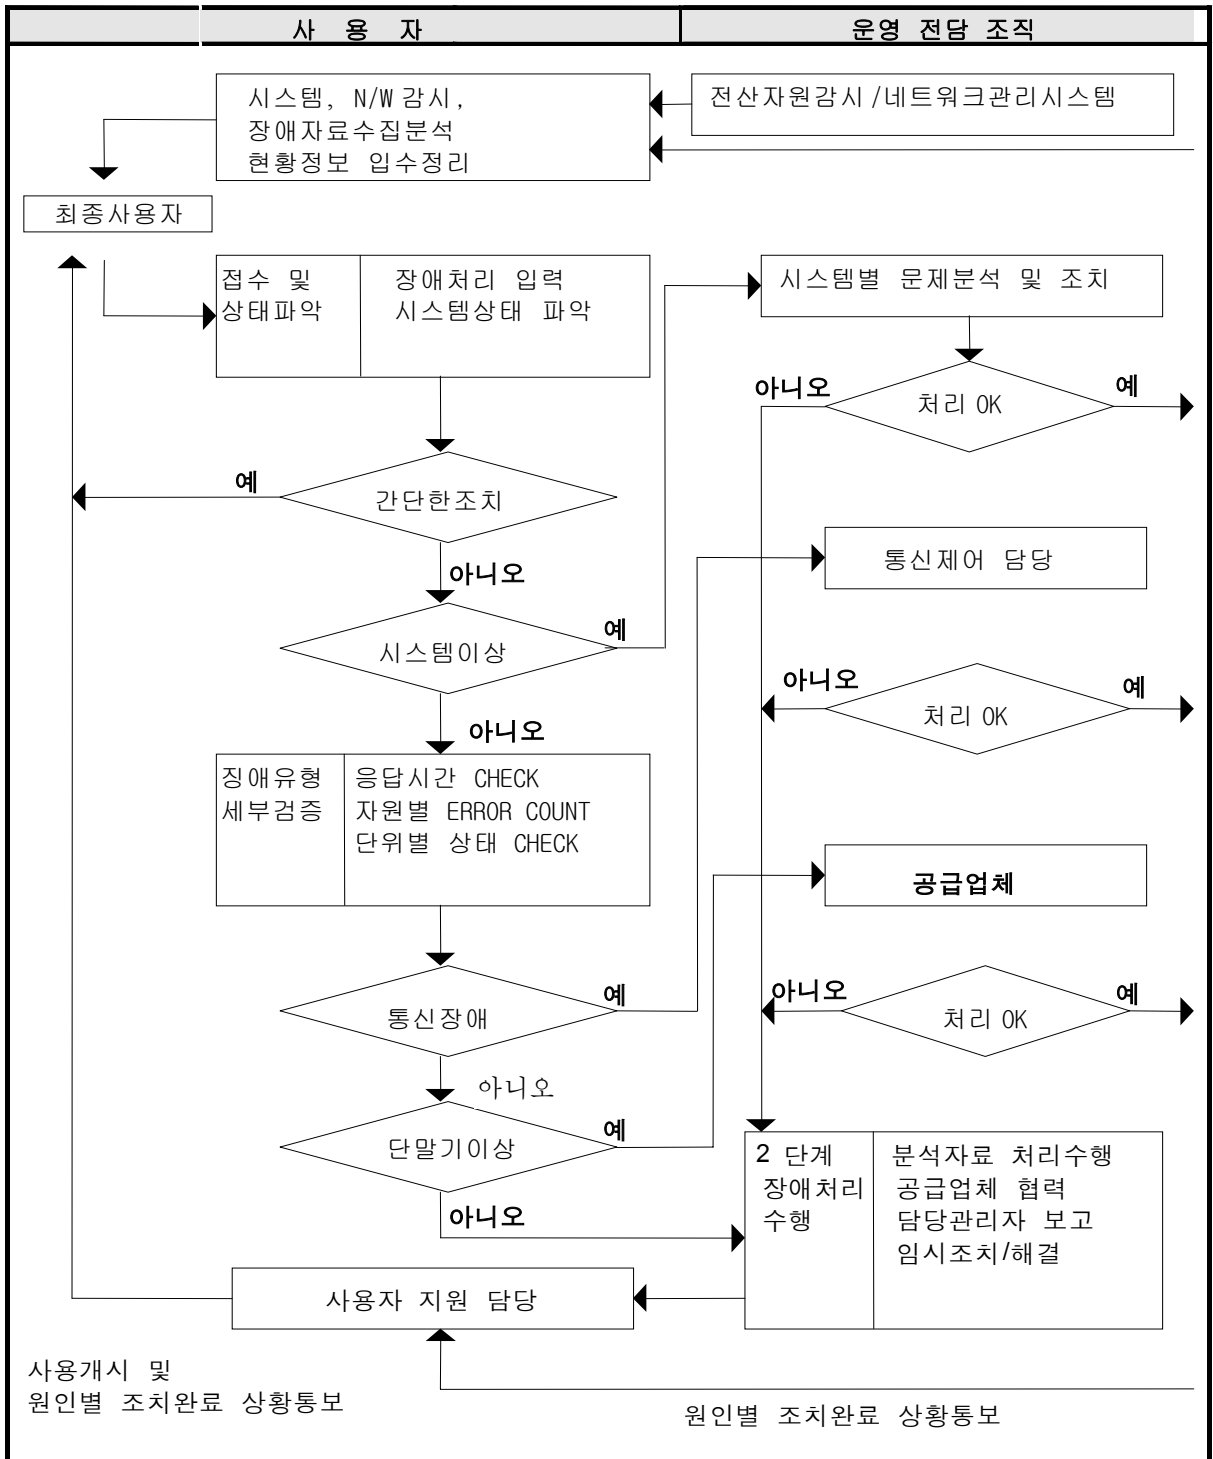 사 용 자
운영 전담 조직
시스템, N/W 감시,
장애자료수집분석
현황정보 입수정리
전산자원감시/네트워크관리시스템
최종사용자
접수 및
상태파악
장애처리 입력
시스템상태 파악
시스템별 문제분석 및 조치
아니오
처리 OK
예
예
간단한조치
아니오
통신제어 담당
시스템이상
예
아니오
처리 OK
예
아니오
징애유형
세부검증
응답시간 CHECK
자원별 ERROR COUNT
단위별 상태 CHECK
공급업체
통신장애
예
아니오
처리 OK
예
아니오
단말기이상
예
아니오
2 단계
장애처리
수행
분석자료 처리수행
공급업체 협력
담당관리자 보고
임시조치/해결
사용자 지원 담당
사용개시 및
원인별 조치완료 상황통보
원인별 조치완료 상황통보